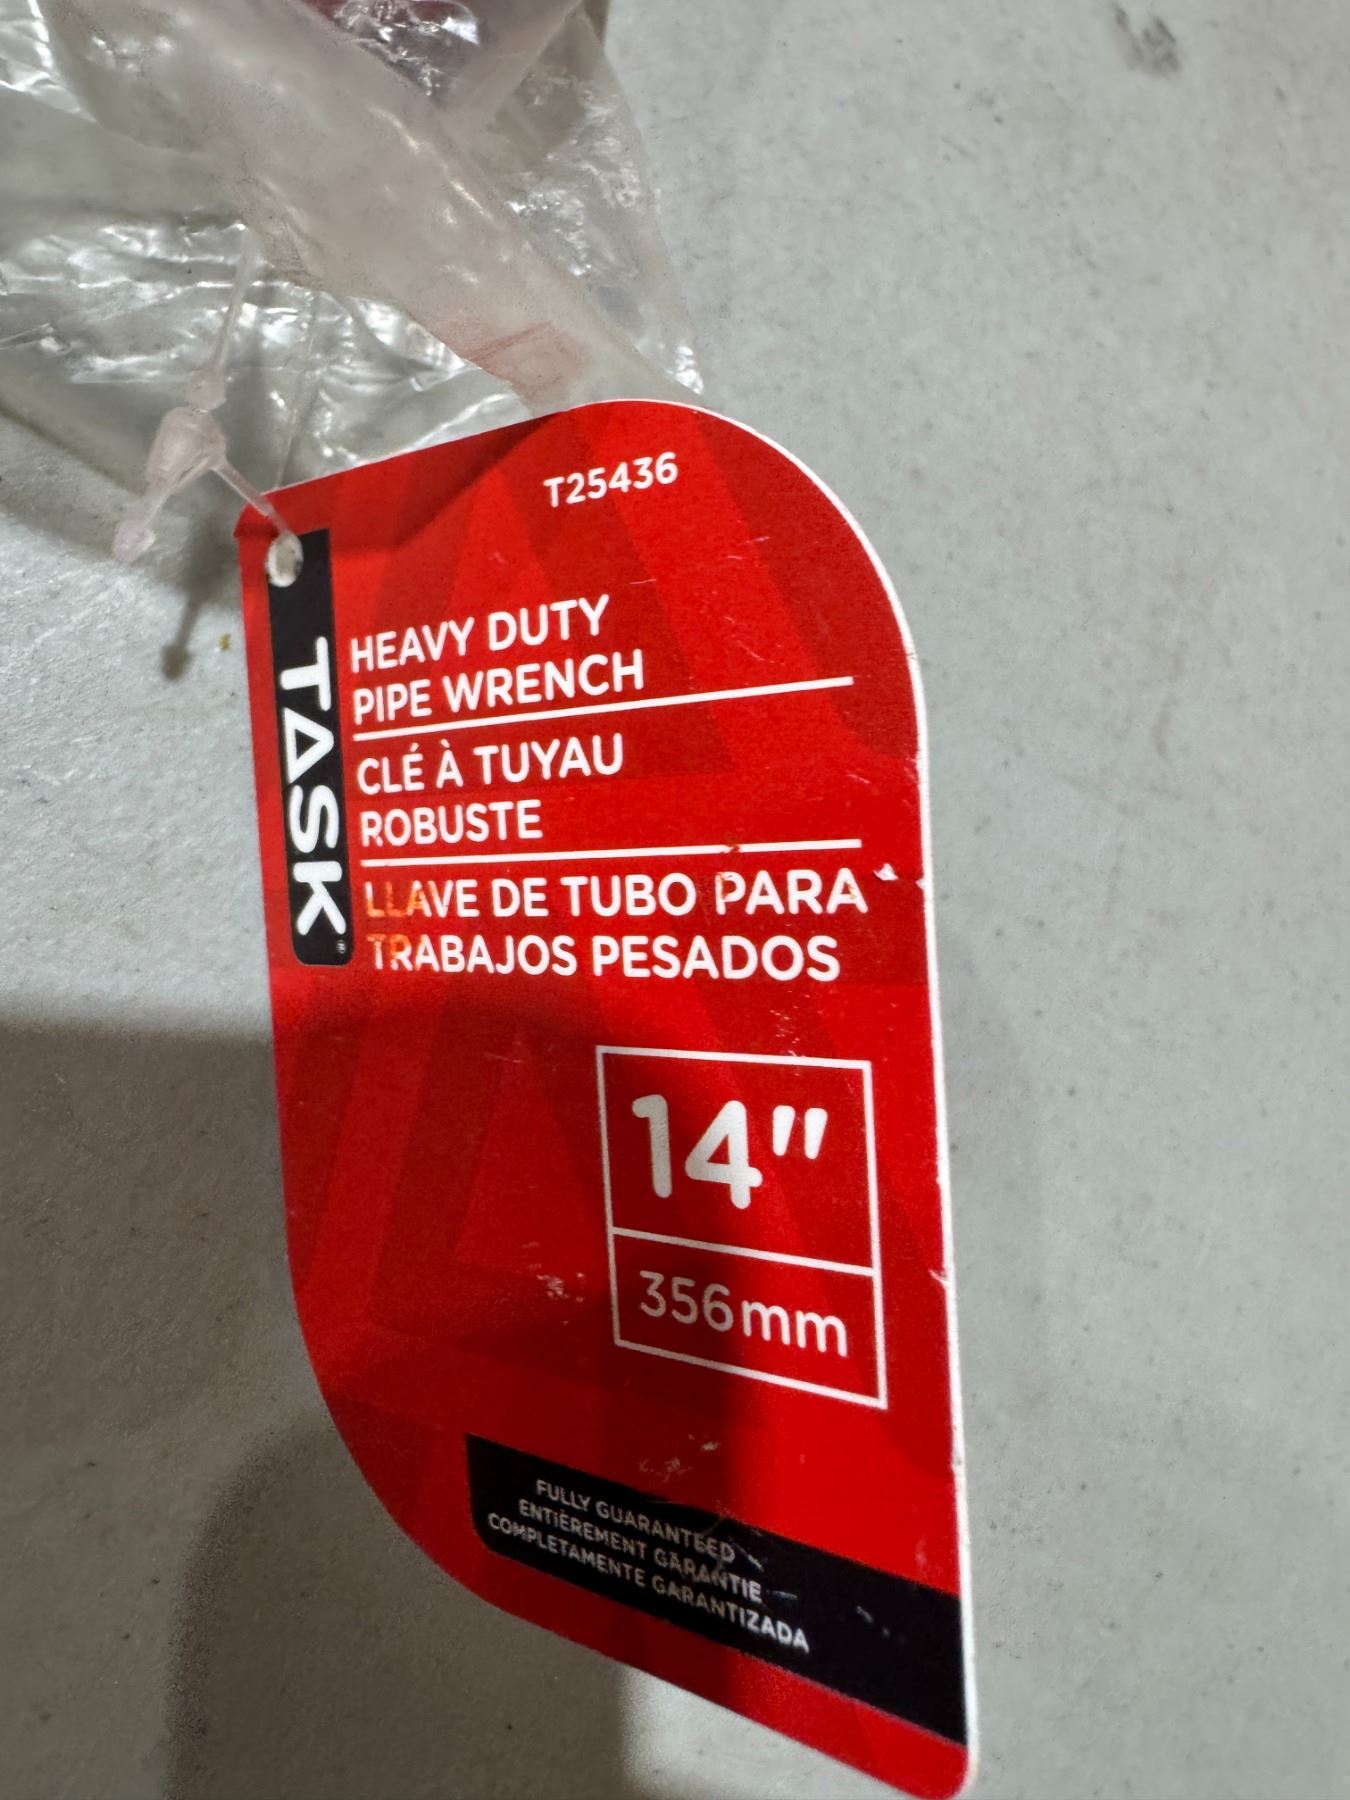 T25436
TASK®
HEAVY DUTY
PIPE WRENCH
CLÉ À TUYAU
ROBUSTE
LLAVE DE TUBO PARA
TRABAJOS PESADOS
14"
356mm
FULLY GUARANTEED
ENTIÈREMENT GARANTIE
COMPLETAMENTE GARANTIZADA